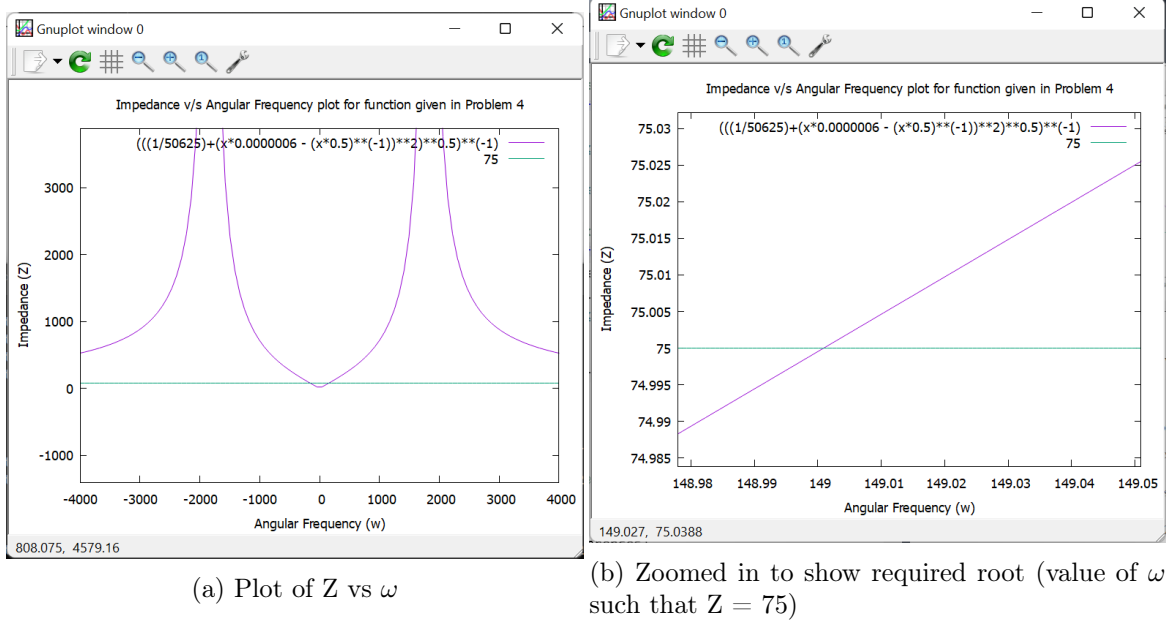 Gnuplot window 0
Impedance v/s Angular Frequency plot for function given in Problem 4
(((1/50625)+(x*0.0000006 - (x*0.5)**(-1))**2)**0.5)**(-1)
75
3000
2000
1000
0
-1000
Impedance (Z)
-4000 -3000 -2000 -1000 0 1000 2000 3000 4000
Angular Frequency (w)
808.075, 4579.16
(a) Plot of Z vs ω
Gnuplot window 0
Impedance v/s Angular Frequency plot for function given in Problem 4
(((1/50625)+(x*0.0000006 - (x*0.5)**(-1))**2)**0.5)**(-1)
75
75.03
75.025
75.02
75.015
75.01
75.005
75
74.995
74.99
74.985
Impedance (Z)
148.98 148.99 149 149.01 149.02 149.03 149.04 149.05
Angular Frequency (w)
149.027, 75.0388
(b) Zoomed in to show required root (value of ω
such that Z = 75)